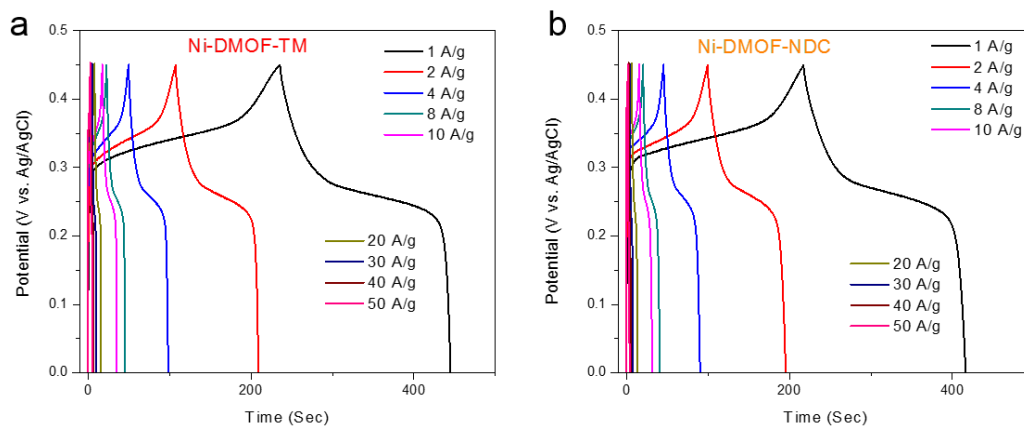 a
Ni-DMOF-TM
1 A/g
2 A/g
4 A/g
8 A/g
10 A/g
20 A/g
30 A/g
40 A/g
50 A/g
0.5
0.4
0.3
0.2
0.1
0.0
Potential (V vs. Ag/AgCl)
0
200
400
Time (Sec)
b
Ni-DMOF-NDC
1 A/g
2 A/g
4 A/g
8 A/g
10 A/g
20 A/g
30 A/g
40 A/g
50 A/g
0.5
0.4
0.3
0.2
0.1
0.0
Potential (V vs. Ag/AgCl)
0
200
400
Time (Sec)